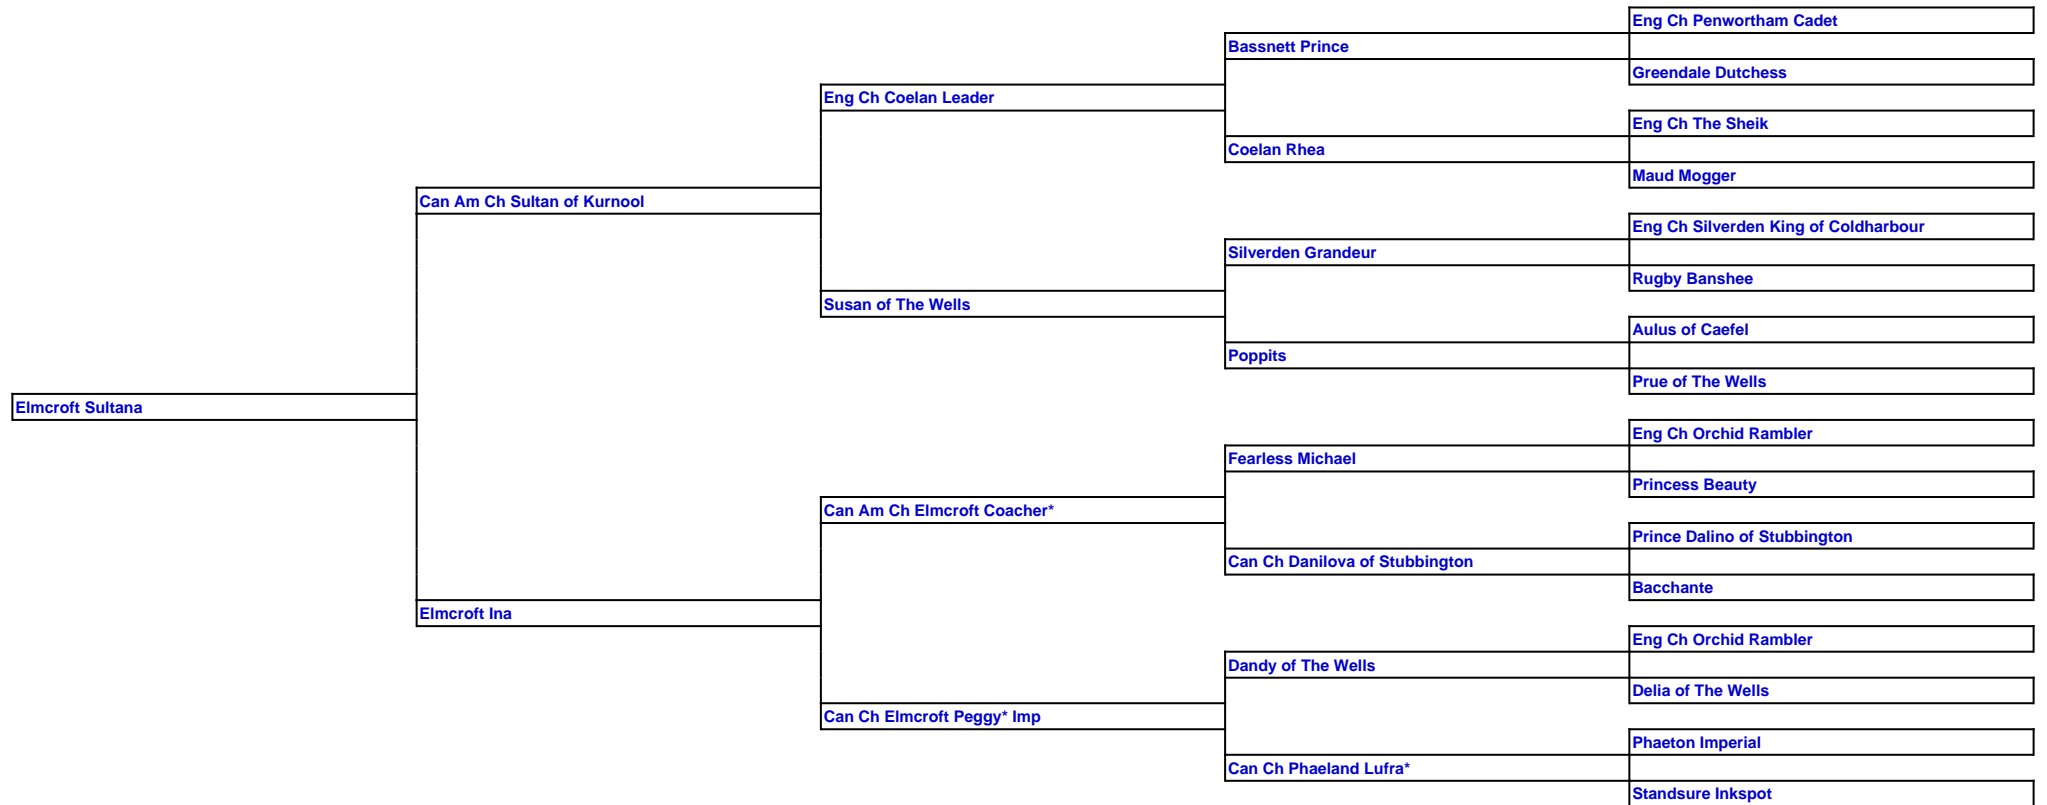 Eng Ch Penwortham Cadet
Bassnett Prince
Greendale Dutchess
Eng Ch Coelan Leader
Eng Ch The Sheik
Coelan Rhea
Maud Mogger
Can Am Ch Sultan of Kurnool
Eng Ch Silverden King of Coldharbour
Silverden Grandeur
Rugby Banshee
Susan of The Wells
Aulus of Caefel
Poppits
Prue of The Wells
Elmcroft Sultana
Eng Ch Orchid Rambler
Fearless Michael
Princess Beauty
Can Am Ch Elmcroft Coacher*
Prince Dalino of Stubbington
Can Ch Danilova of Stubbington
Bacchante
Elmcroft Ina
Eng Ch Orchid Rambler
Dandy of The Wells
Delia of The Wells
Can Ch Elmcroft Peggy* Imp
Phaeton Imperial
Can Ch Phaeland Lufra*
Standsure Inkspot